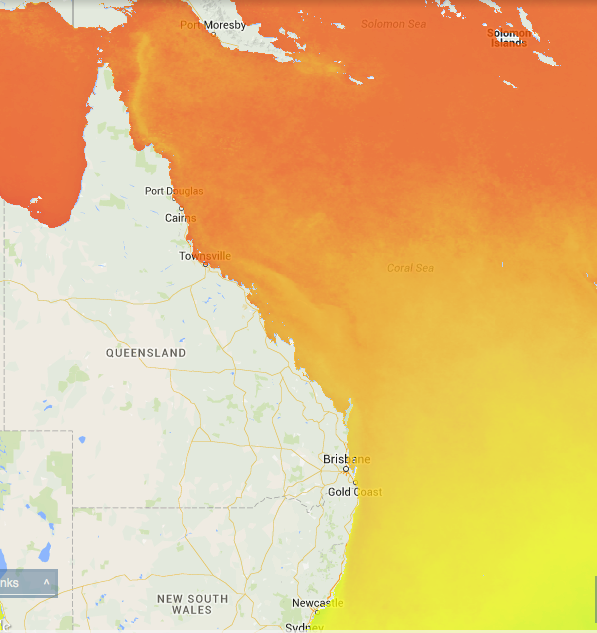 Port Moresby
Solomon Sea
Solomon
Islands
Port Douglas
Cairns
Townsville
Coral Sea
QUEENSLAND
Brisbane
Gold Coast
nks ^
NEW SOUTH
WALES
Newcastle
Sydney